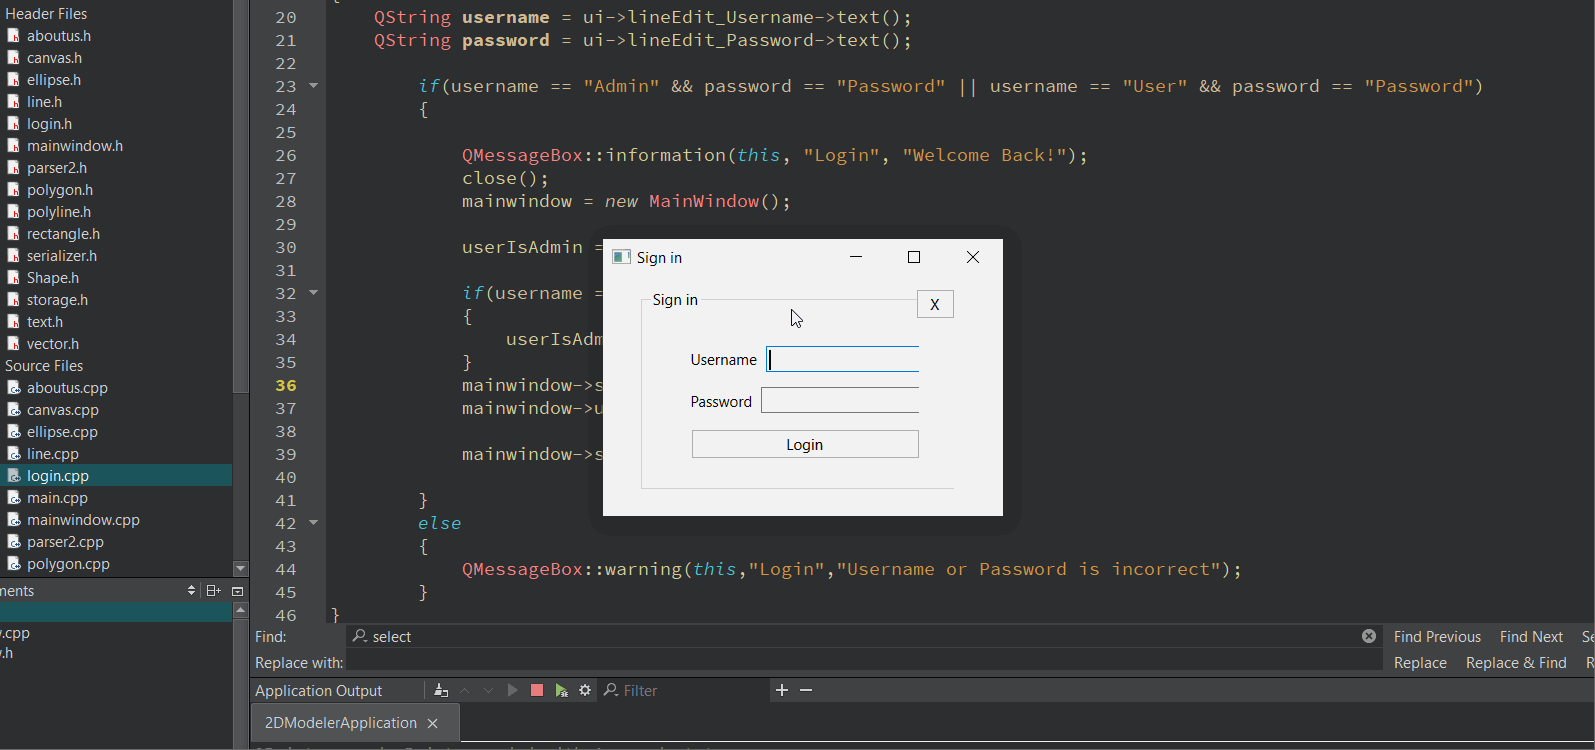 Header Files
aboutus.h
canvas.h
ellipse.h
line.h
login.h
mainwindow.h
parser2.h
polygon.h
polyline.h
rectangle.h
serializer.h
Shape.h
storage.h
text.h
vector.h
Source Files
aboutus.cpp
canvas.cpp
ellipse.cpp
line.cpp
login.cpp
main.cpp
mainwindow.cpp
parser2.cpp
polygon.cpp
nents
.cpp
.h
20 QString username = ui->lineEdit_Username->text();
21 QString password = ui->lineEdit_Password->text();
22
23 if(username == "Admin" && password == "Password" || username == "User" && password == "Password")
24 {
25
26 QMessageBox::information(this, "Login", "Welcome Back!");
27 close();
28 mainwindow = new MainWindow();
29
30 userIsAdmin =
31
32 if(username =
33 {
34 userIsAdm
35 }
36 mainwindow->s
37 mainwindow->u
38
39 mainwindow->s
40
41 }
42 else
43 {
44 QMessageBox::warning(this,"Login","Username or Password is incorrect");
45 }
46 }
Sign in
Sign in
X
Username
Password
Login
Find: select
Find Previous Find Next Se
Replace with:
Replace Replace & Find R
Application Output
Filter
2DModelerApplication